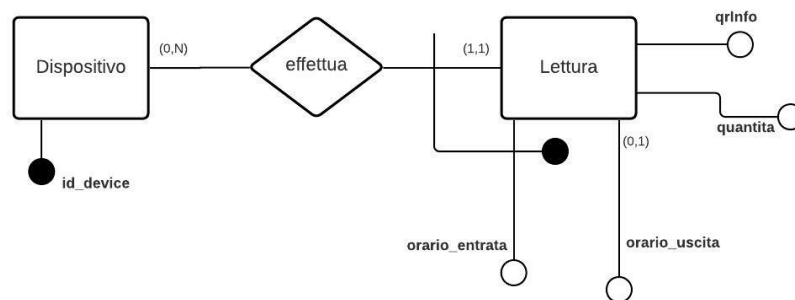 qrInfo
(0,N)
(1,1)
Dispositivo
effettua
Lettura
quantita
(0,1)
id_device
orario_entrata
orario_uscita